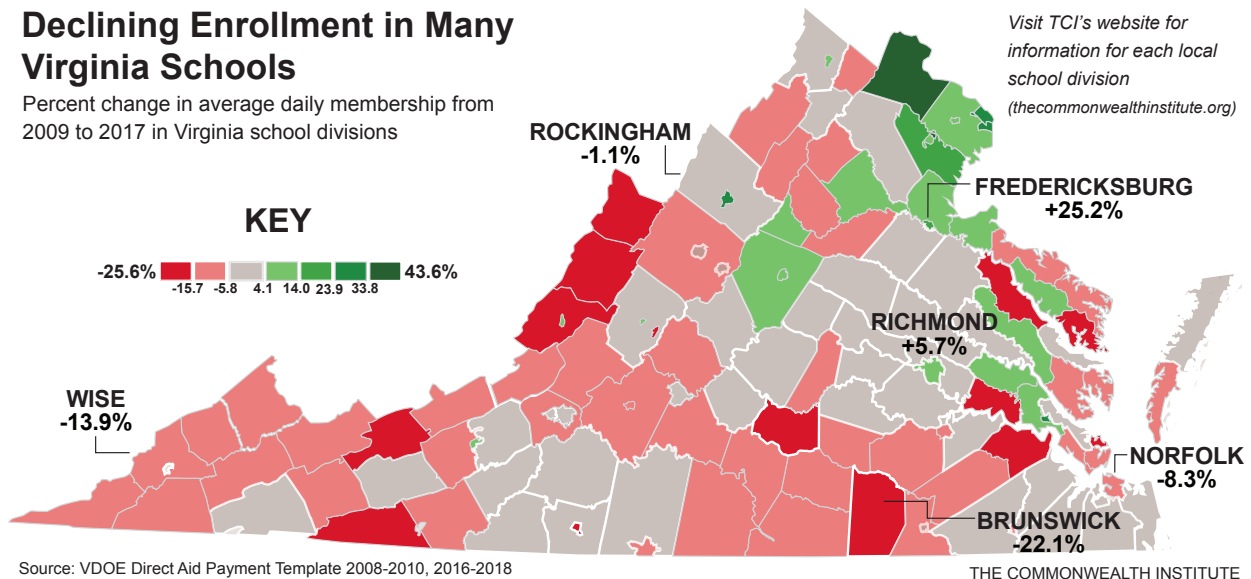 Declining Enrollment in Many
Virginia Schools
Percent change in average daily membership from
2009 to 2017 in Virginia school divisions
Visit TCI's website for
information for each local
school division
(thecommonwealthinstitute.org)
ROCKINGHAM
-1.1%
FREDERICKSBURG
+25.2%
KEY
-25.6%
43.6%
-15.7 -5.8 4.1 14.0 23.9 33.8
RICHMOND
+5.7%
WISE
-13.9%
NORFOLK
-8.3%
BRUNSWICK
-22.1%
Source: VDOE Direct Aid Payment Template 2008-2010, 2016-2018
THE COMMONWEALTH INSTITUTE